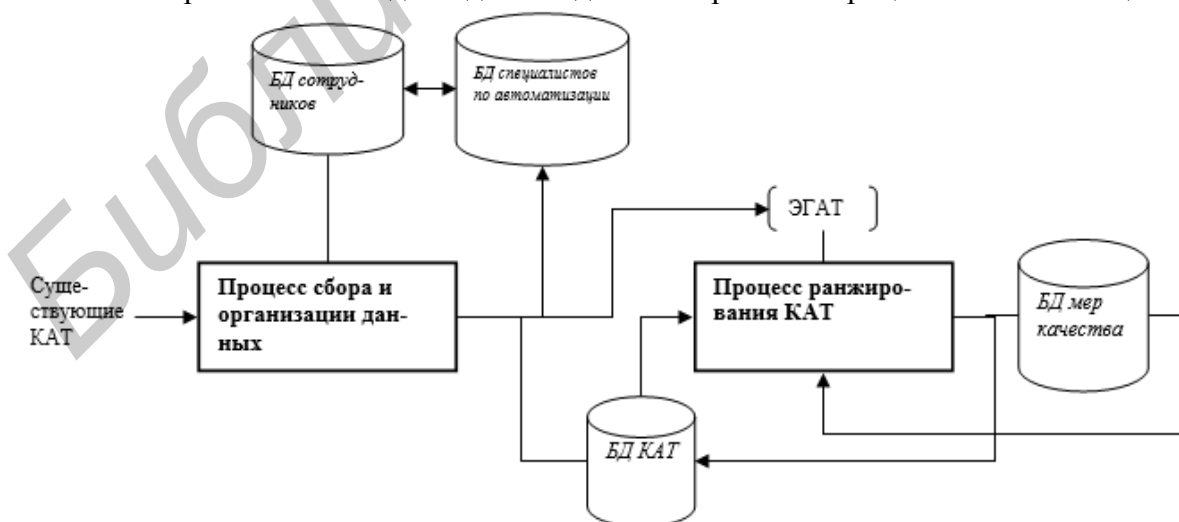 БД сотруд-
ников
БД специалистов
по автоматизации
ЭГАТ
Суще-
ствующие
КАТ
Процесс сбора и
организации дан-
ных
Процесс ранжиро-
вания КАТ
БД мер
качества
БД КАТ
Библи